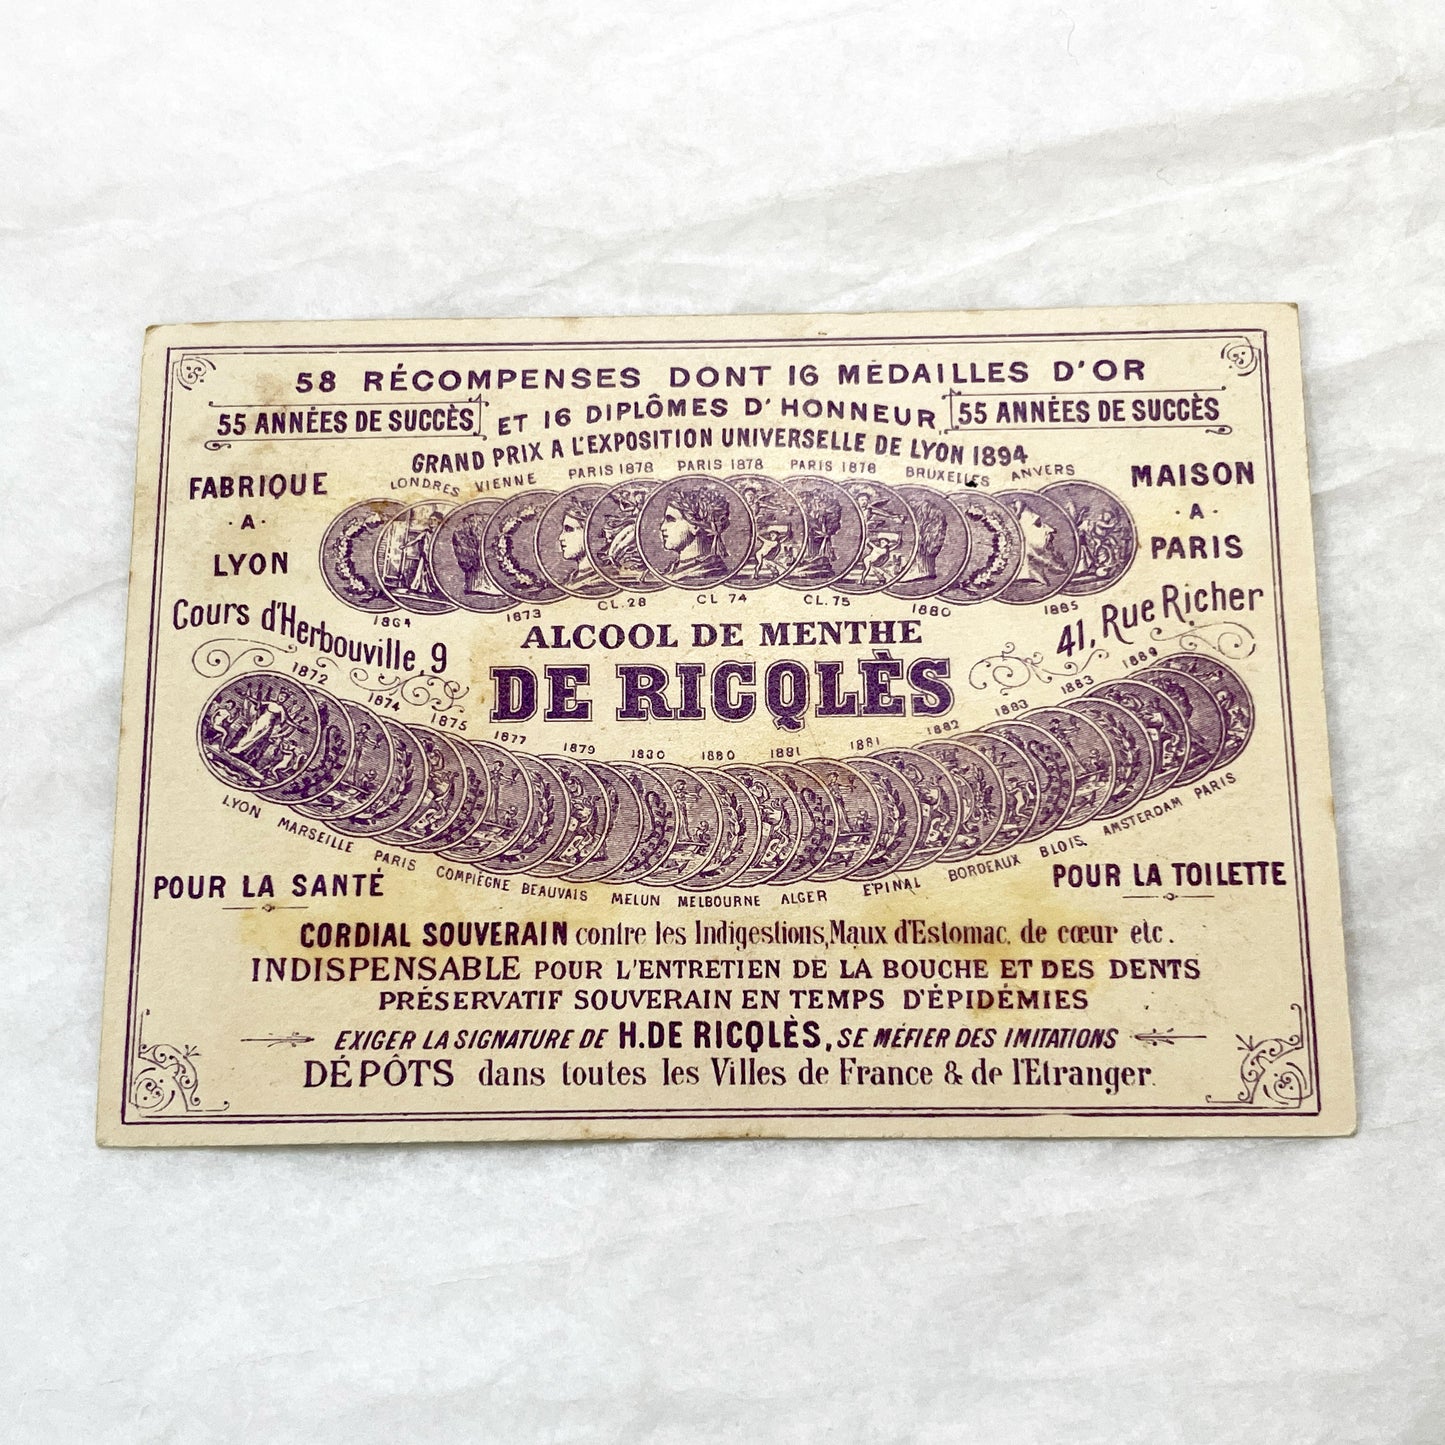 58 RÉCOMPENSES DONT 16 MÉDAILLES D'OR
55 ANNÉES DE SUCCÈS
ET 16 DIPLÔMES D'HONNEUR
55 ANNÉES DE SUCCÈS
GRAND PRIX A L'EXPOSITION UNIVERSELLE DE LYON 1894
FABRIQUE
·A·
LYON
Cours d'Herbouville, 9
MAISON
·A·
PARIS
41, Rue Richer
LONDRES VIENNE PARIS 1878 PARIS 1878 PARIS 1878 BRUXELLES ANVERS
1864 1873 CL. 28 CL 74 CL. 75 1880 1885
ALCOOL DE MENTHE
DE RICQLÈS
1872 1874 1875 1877 1879 1880 1880 1881 1881 1882 1883 1883 1889
LYON MARSEILLE PARIS COMPIÈGNE BEAUVAIS MELUN MELBOURNE ALGER EPINAL BORDEAUX BLOIS. AMSTERDAM PARIS
POUR LA SANTÉ
POUR LA TOILETTE
CORDIAL SOUVERAIN contre les Indigestions, Maux d'Estomac, de cœur etc.
INDISPENSABLE POUR L'ENTRETIEN DE LA BOUCHE ET DES DENTS
PRÉSERVATIF SOUVERAIN EN TEMPS D'ÉPIDÉMIES
EXIGER LA SIGNATURE DE H. DE RICQLÈS, SE MÉFIER DES IMITATIONS
DÉPÔTS dans toutes les Villes de France & de l'Etranger.